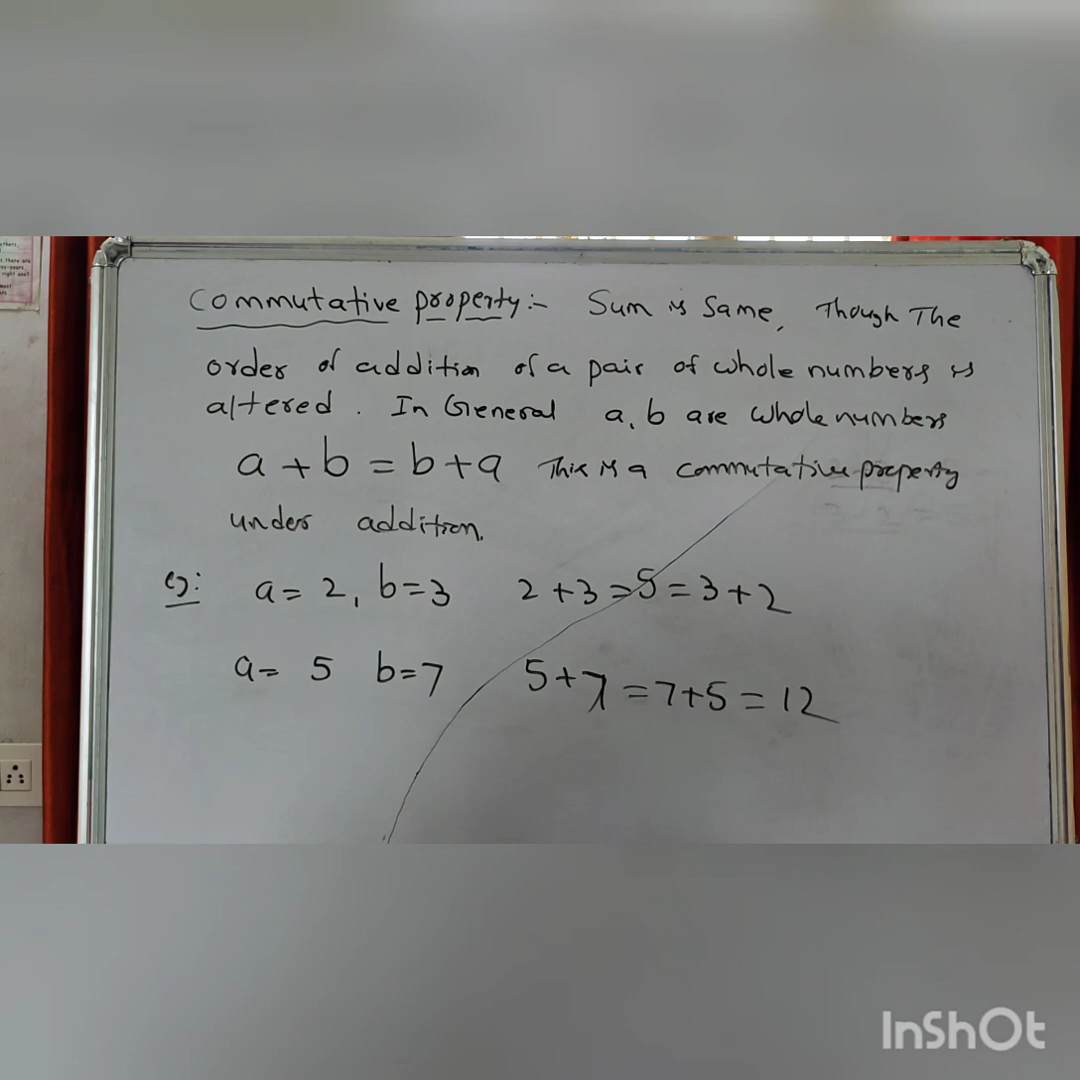 Commutative property:- Sum is Same, Though The
order of addition of a pair of whole numbers is
altered. In General a, b are whole numbers
a + b = b + a This is a commutative property
under addition.
eg: a = 2, b = 3 2 + 3 = 5 = 3 + 2
a = 5 b = 7 5 + 7 = 7 + 5 = 12
InShOt